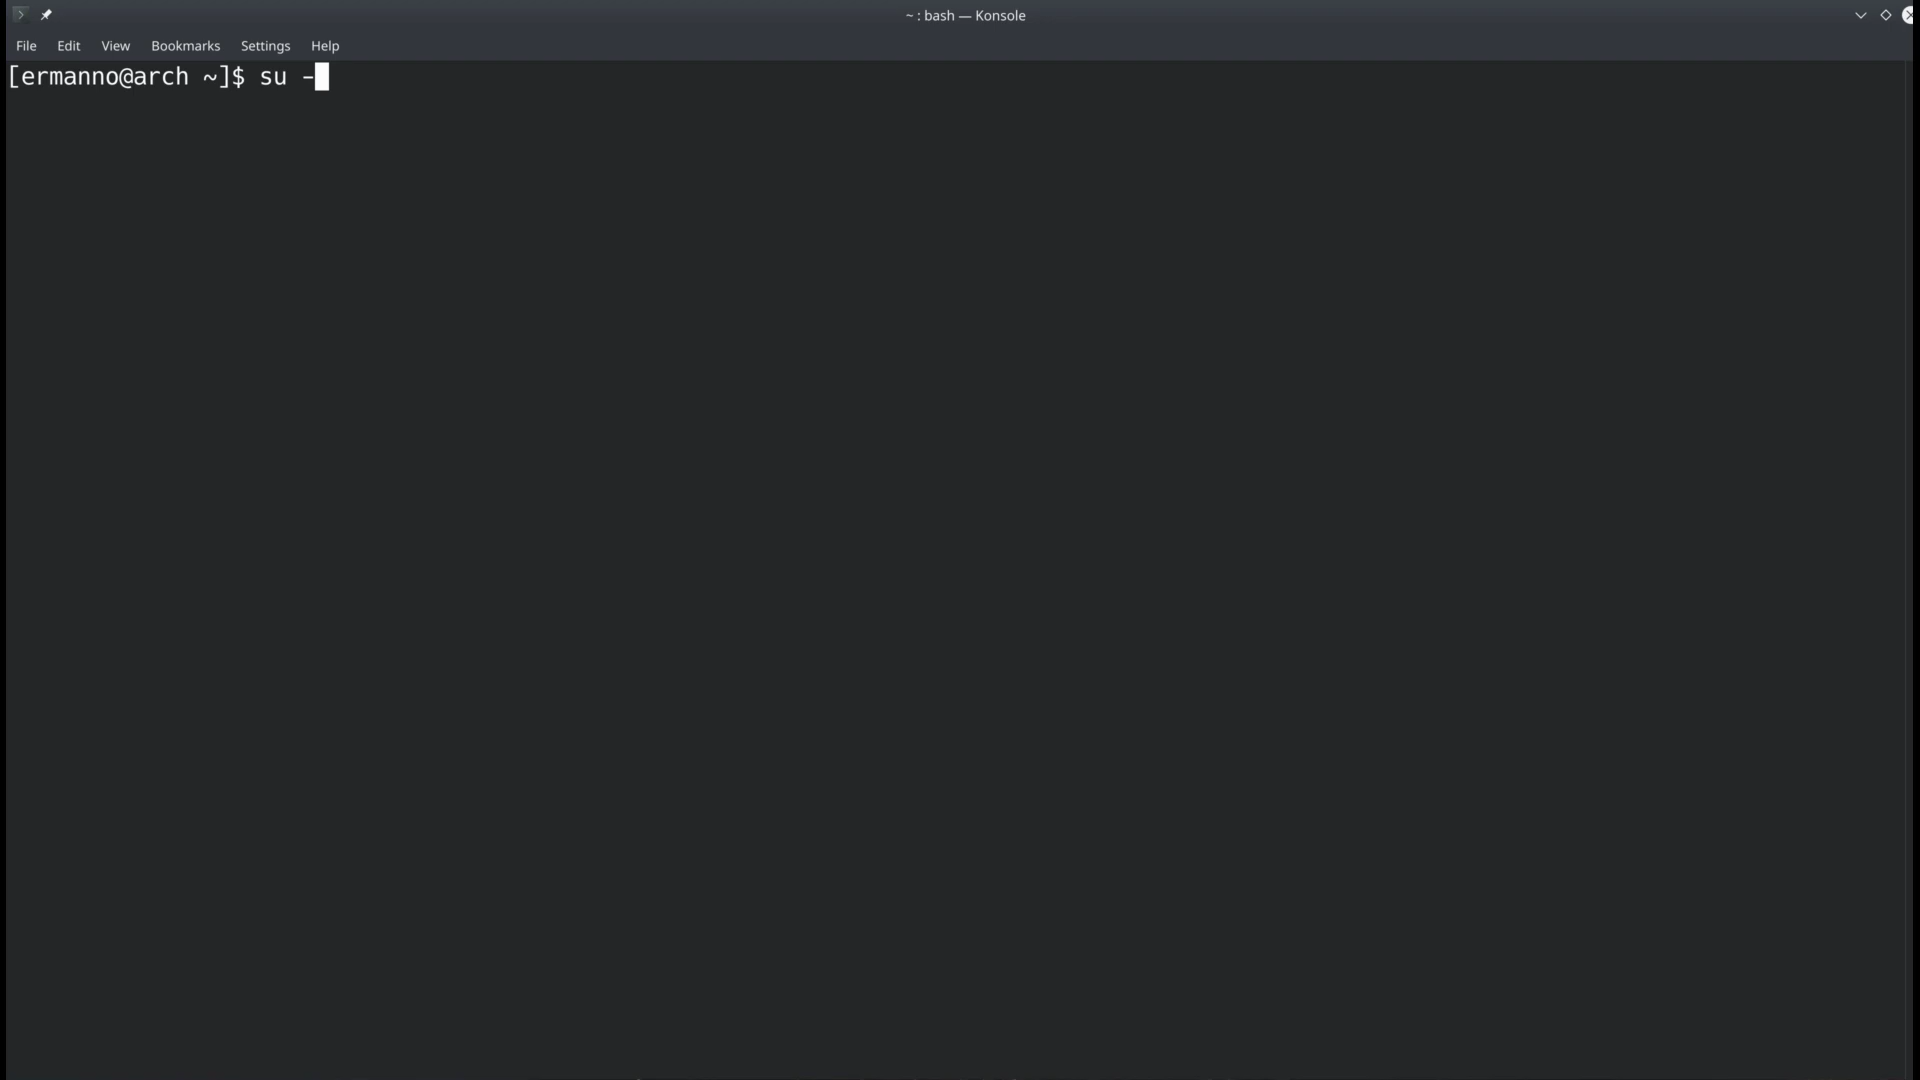 ~ : bash — Konsole
File Edit View Bookmarks Settings Help
[ermanno@arch ~]$ su -